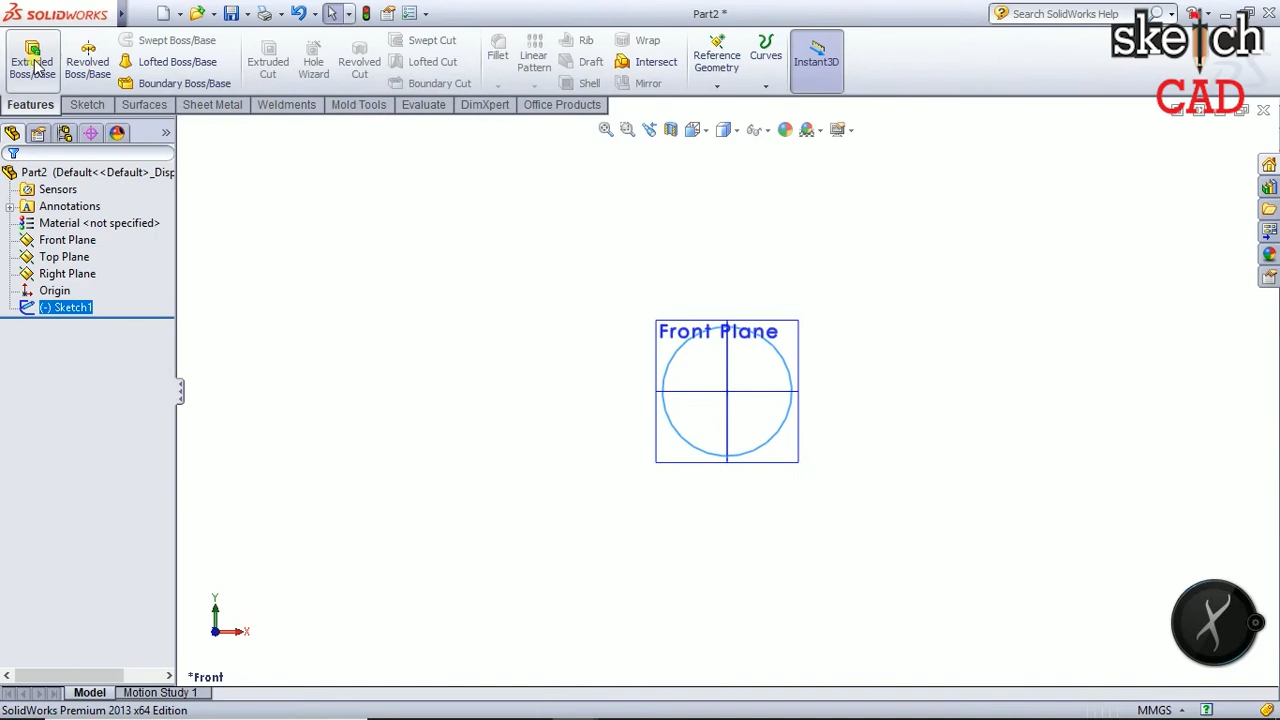 SOLIDWORKS
Part2 *
Search SolidWorks Help
sketch
CAD
Extruded Boss/Base
Revolved Boss/Base
Swept Boss/Base
Lofted Boss/Base
Boundary Boss/Base
Extruded Cut
Hole Wizard
Revolved Cut
Swept Cut
Lofted Cut
Boundary Cut
Fillet
Linear Pattern
Rib
Draft
Shell
Wrap
Intersect
Mirror
Reference Geometry
Curves
Instant3D
Features
Sketch
Surfaces
Sheet Metal
Weldments
Mold Tools
Evaluate
DimXpert
Office Products
Part2 (Default<<Default>_Disp
Sensors
Annotations
Material <not specified>
Front Plane
Top Plane
Right Plane
Origin
(-) Sketch1
Front Plane
Y
X
*Front
Model
Motion Study 1
SolidWorks Premium 2013 x64 Edition
MMGS